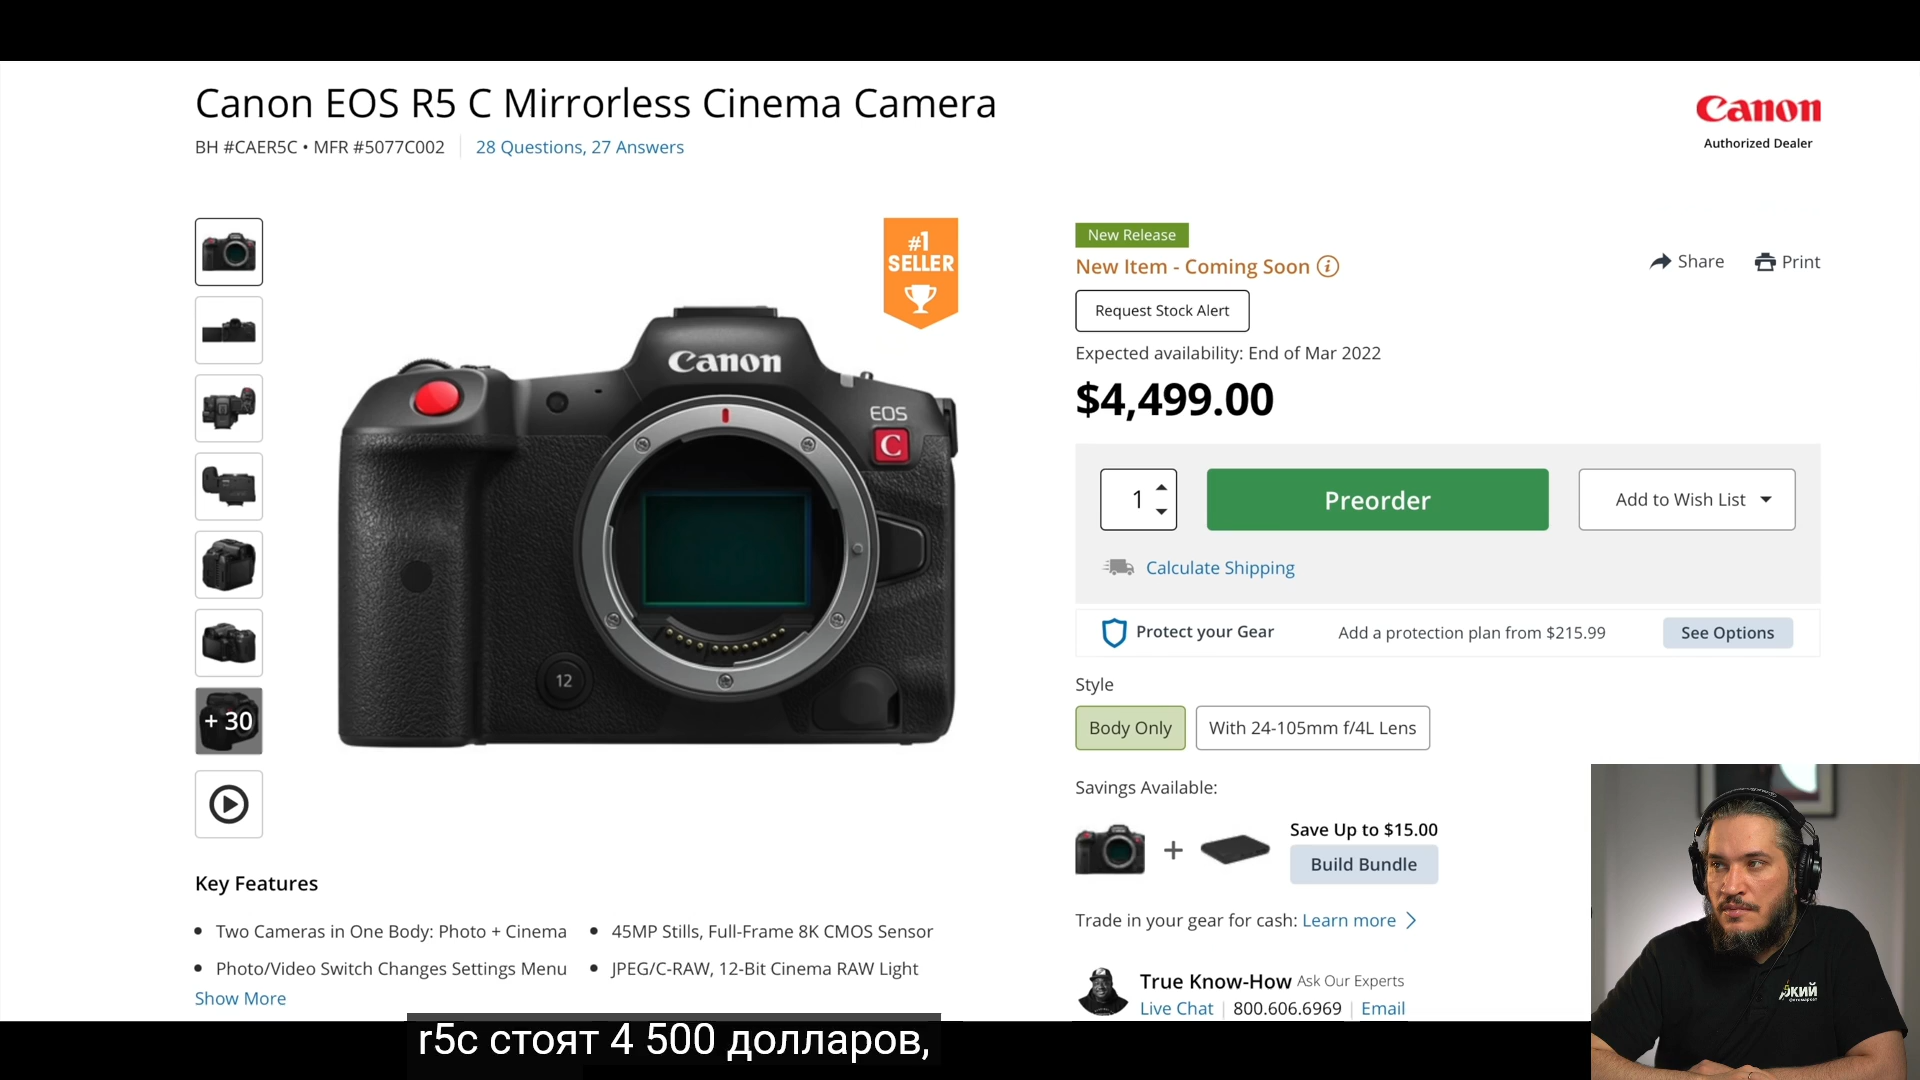 Canon EOS R5 C Mirrorless Cinema Camera
BH #CAER5C • MFR #5077C002
28 Questions, 27 Answers
Canon
Authorized Dealer
#1
SELLER
Canon
EOS
C
12
+ 30
New Release
New Item - Coming Soon
Share
Print
Request Stock Alert
Expected availability: End of Mar 2022
$4,499.00
1
Preorder
Add to Wish List
Calculate Shipping
Protect your Gear
Add a protection plan from $215.99
See Options
Style
Body Only
With 24-105mm f/4L Lens
Savings Available:
+
Save Up to $15.00
Build Bundle
Trade in your gear for cash: Learn more
True Know-How Ask Our Experts
Live Chat | 800.606.6969 | Email
Key Features
• Two Cameras in One Body: Photo + Cinema
• 45MP Stills, Full-Frame 8K CMOS Sensor
• Photo/Video Switch Changes Settings Menu
• JPEG/C-RAW, 12-Bit Cinema RAW Light
Show More
r5c стоят 4 500 долларов,